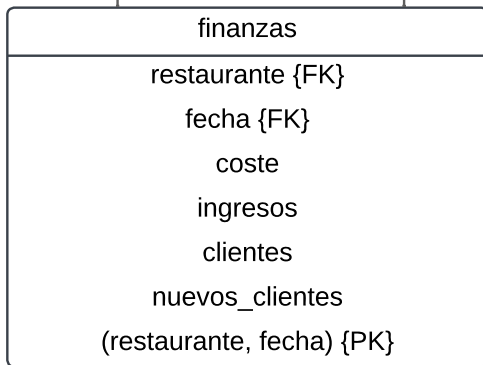 finanzas
restaurante {FK}
fecha {FK}
coste
ingresos
clientes
nuevos_clientes
(restaurante, fecha) {PK}